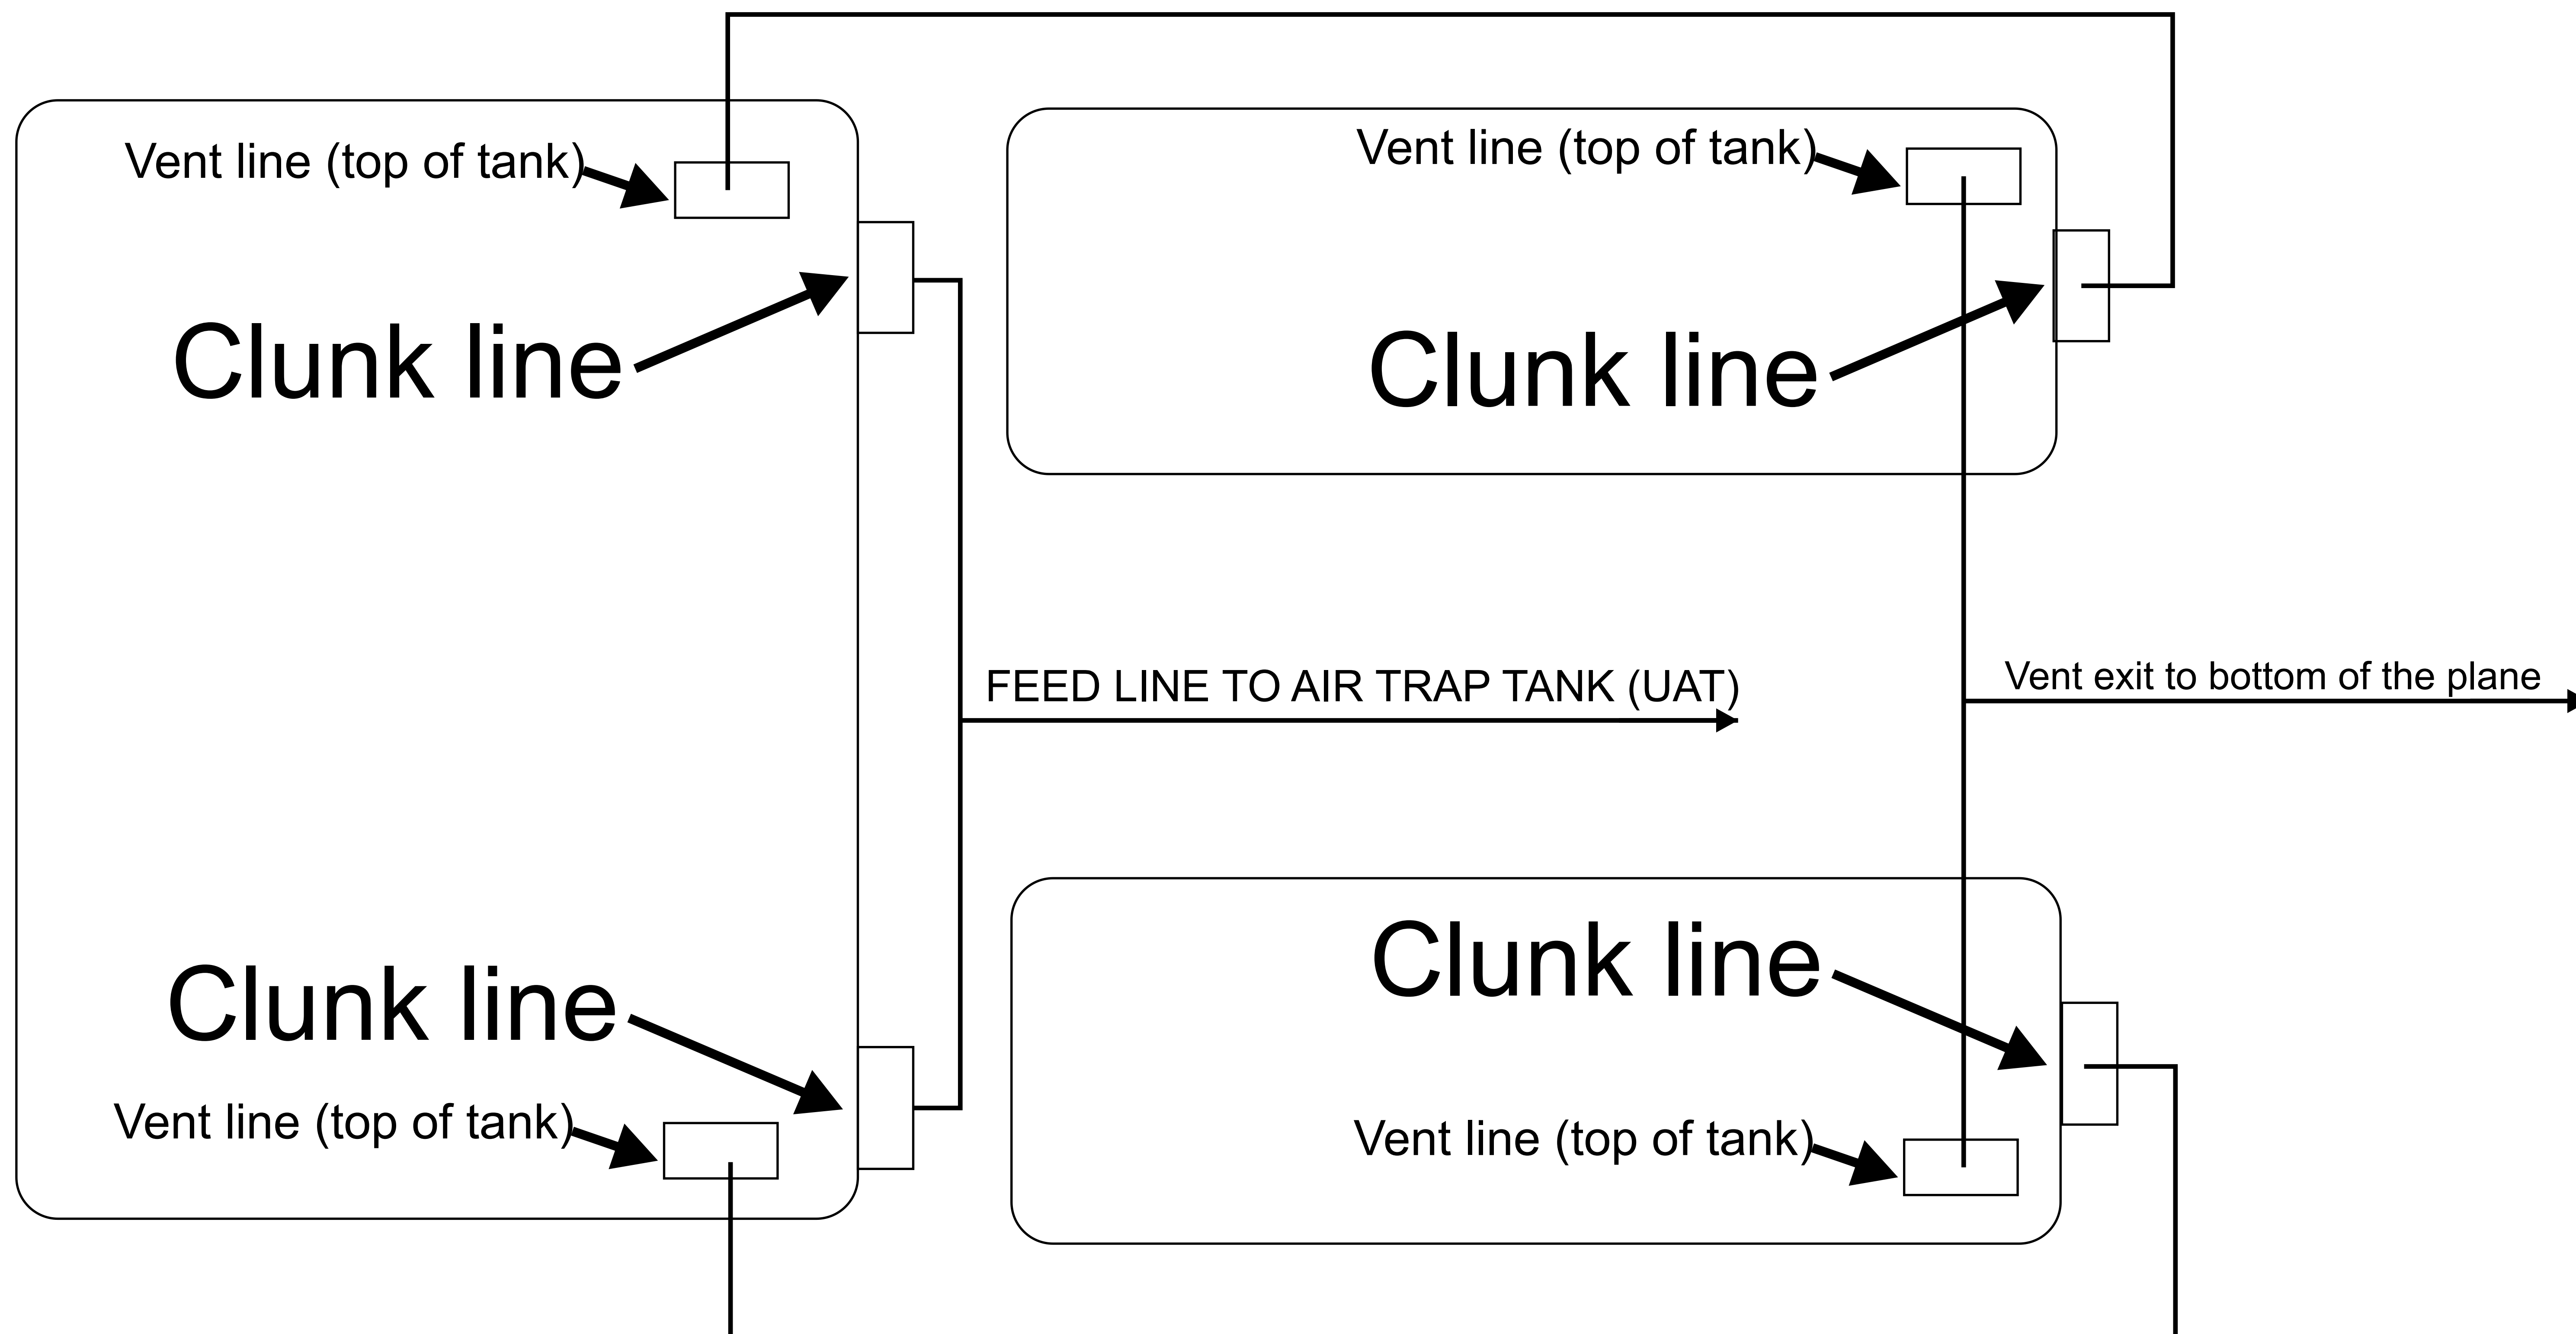 Vent line (top of tank)
Vent line (top of tank)
Clunk line
Clunk line
FEED LINE TO AIR TRAP TANK (UAT)
Vent exit to bottom of the plane
Clunk line
Clunk line
Vent line (top of tank)
Vent line (top of tank)